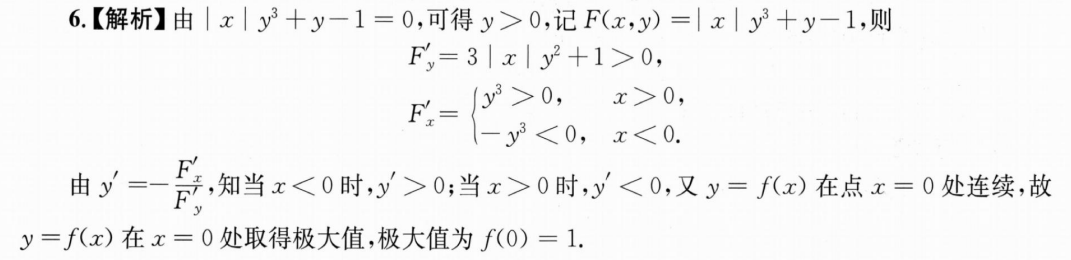 6.【解析】由 | x | y³ + y − 1 = 0,可得 y > 0,记 F(x,y) = | x | y³ + y − 1,则
F′y = 3 | x | y² + 1 > 0,
F′x = { y³ > 0, x > 0,
− y³ < 0, x < 0.
由 y′ = − F′x / F′y,知当 x < 0 时,y′ > 0;当 x > 0 时,y′ < 0,又 y = f(x) 在点 x = 0 处连续,故
y = f(x) 在 x = 0 处取得极大值,极大值为 f(0) = 1.